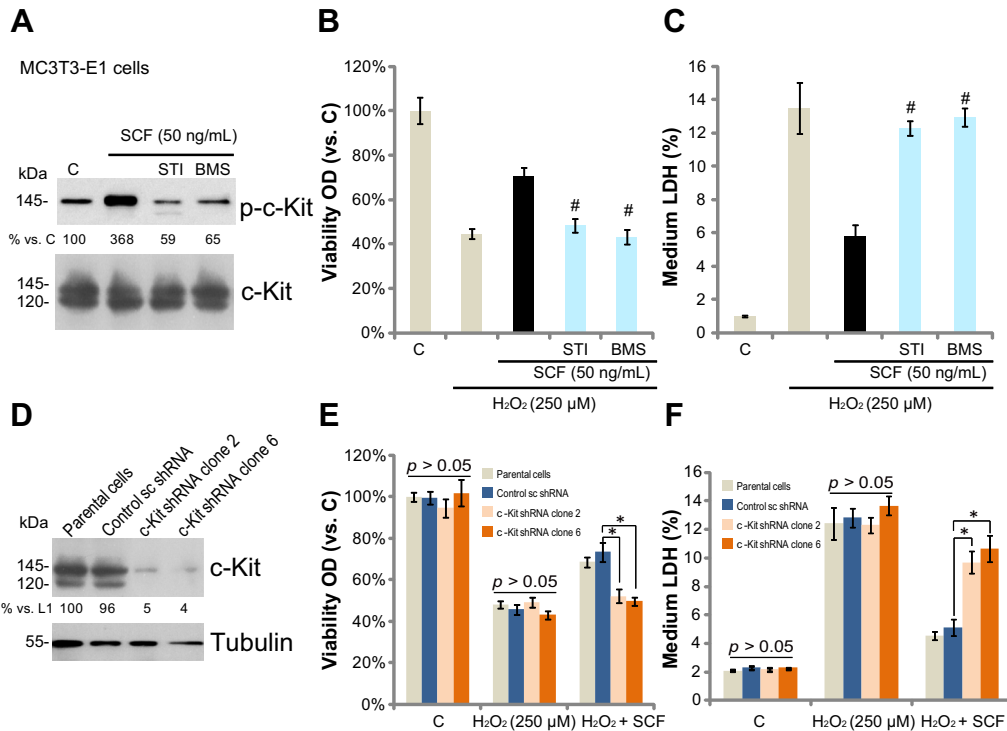 A
MC3T3-E1 cells
SCF (50 ng/mL)
kDa C STI BMS
145- p-c-Kit
% vs. C 100 368 59 65
145-
120- c-Kit
B
Viability OD (vs. C)
120%
100%
80%
60%
40%
20%
0%
# #
C STI BMS
SCF (50 ng/mL)
H₂O₂ (250 µM)
C
Medium LDH (%)
16
14
12
10
8
6
4
2
0
# #
C STI BMS
SCF (50 ng/mL)
H₂O₂ (250 µM)
D
Parental cells
Control sc shRNA
c-Kit shRNA clone 2
c-Kit shRNA clone 6
kDa
145-
120- c-Kit
% vs. L1 100 96 5 4
55- Tubulin
E
Viability OD (vs. C)
120%
100%
80%
60%
40%
20%
0%
p > 0.05
Parental cells
Control sc shRNA
c-Kit shRNA clone 2
c-Kit shRNA clone 6
p > 0.05
*
*
C H₂O₂ (250 µM) H₂O₂ + SCF
F
Medium LDH (%)
16
14
12
10
8
6
4
2
0
Parental cells
Control sc shRNA
c-Kit shRNA clone 2
c-Kit shRNA clone 6
p > 0.05
p > 0.05
*
*
C H₂O₂ (250 µM) H₂O₂ + SCF